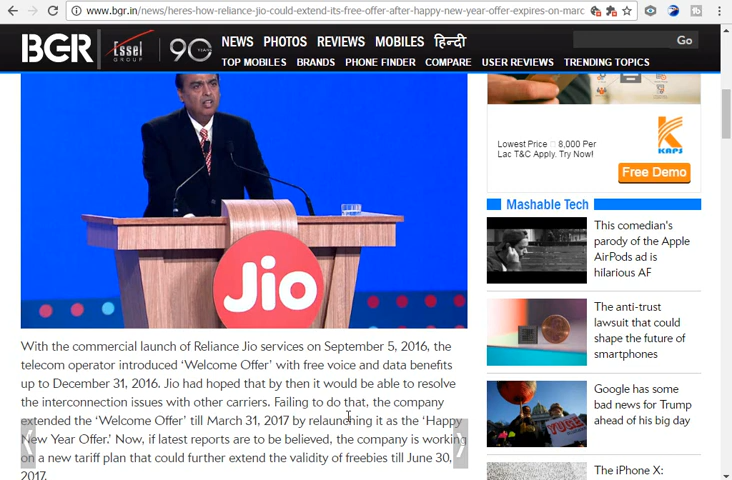 www.bgr.in/news/heres-how-reliance-jio-could-extend-its-free-offer-after-happy-new-year-offer-expires-on-marc
BGR
Essel
GROUP
90
NEWS PHOTOS REVIEWS MOBILES हिन्दी
Go
TOP MOBILES BRANDS PHONE FINDER COMPARE USER REVIEWS TRENDING TOPICS
Jio
With the commercial launch of Reliance Jio services on September 5, 2016, the
telecom operator introduced ‘Welcome Offer’ with free voice and data benefits
up to December 31, 2016. Jio had hoped that by then it would be able to resolve
the interconnection issues with other carriers. Failing to do that, the company
extended the ‘Welcome Offer’ till March 31, 2017 by relaunching it as the ‘Happy
New Year Offer.’ Now, if latest reports are to be believed, the company is working
on a new tariff plan that could further extend the validity of freebies till June 30,
2017.
Lowest Price 8,000 Per
Lac T&C Apply. Try Now!
KAPS
Free Demo
Mashable Tech
This comedian's
parody of the Apple
AirPods ad is
hilarious AF
The anti-trust
lawsuit that could
shape the future of
smartphones
Google has some
bad news for Trump
ahead of his big day
The iPhone X: